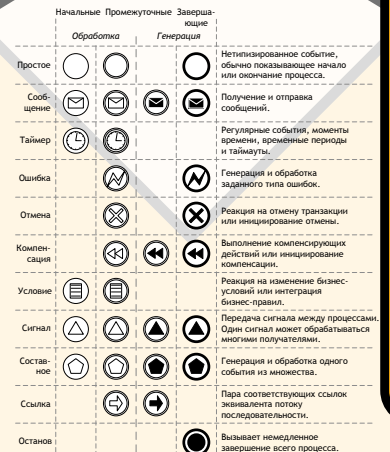 Начальные Промежуточные Заверша-
ющие
Обработка Генерация
Простое
Нетипизированное событие,
обычно показывающее начало
или окончание процесса.
Сооб-
щение
Получение и отправка
сообщений.
Таймер
Регулярные события, моменты
времени, временные периоды
и таймауты.
Ошибка
Генерация и обработка
заданного типа ошибок.
Отмена
Реакция на отмену транзакции
или инициирование отмены.
Компен-
сация
Выполнение компенсирующих
действий или инициирование
компенсации.
Условие
Реакция на изменение бизнес-
условий или интеграция
бизнес-правил.
Сигнал
Передача сигнала между процессами.
Один сигнал может обрабатываться
многими получателями.
Состав-
ное
Генерация и обработка одного
события из множества.
Ссылка
Пара соответствующих ссылок
эквивалента потоку
последовательности.
Останов
Вызывает немедленное
завершение всего процесса.